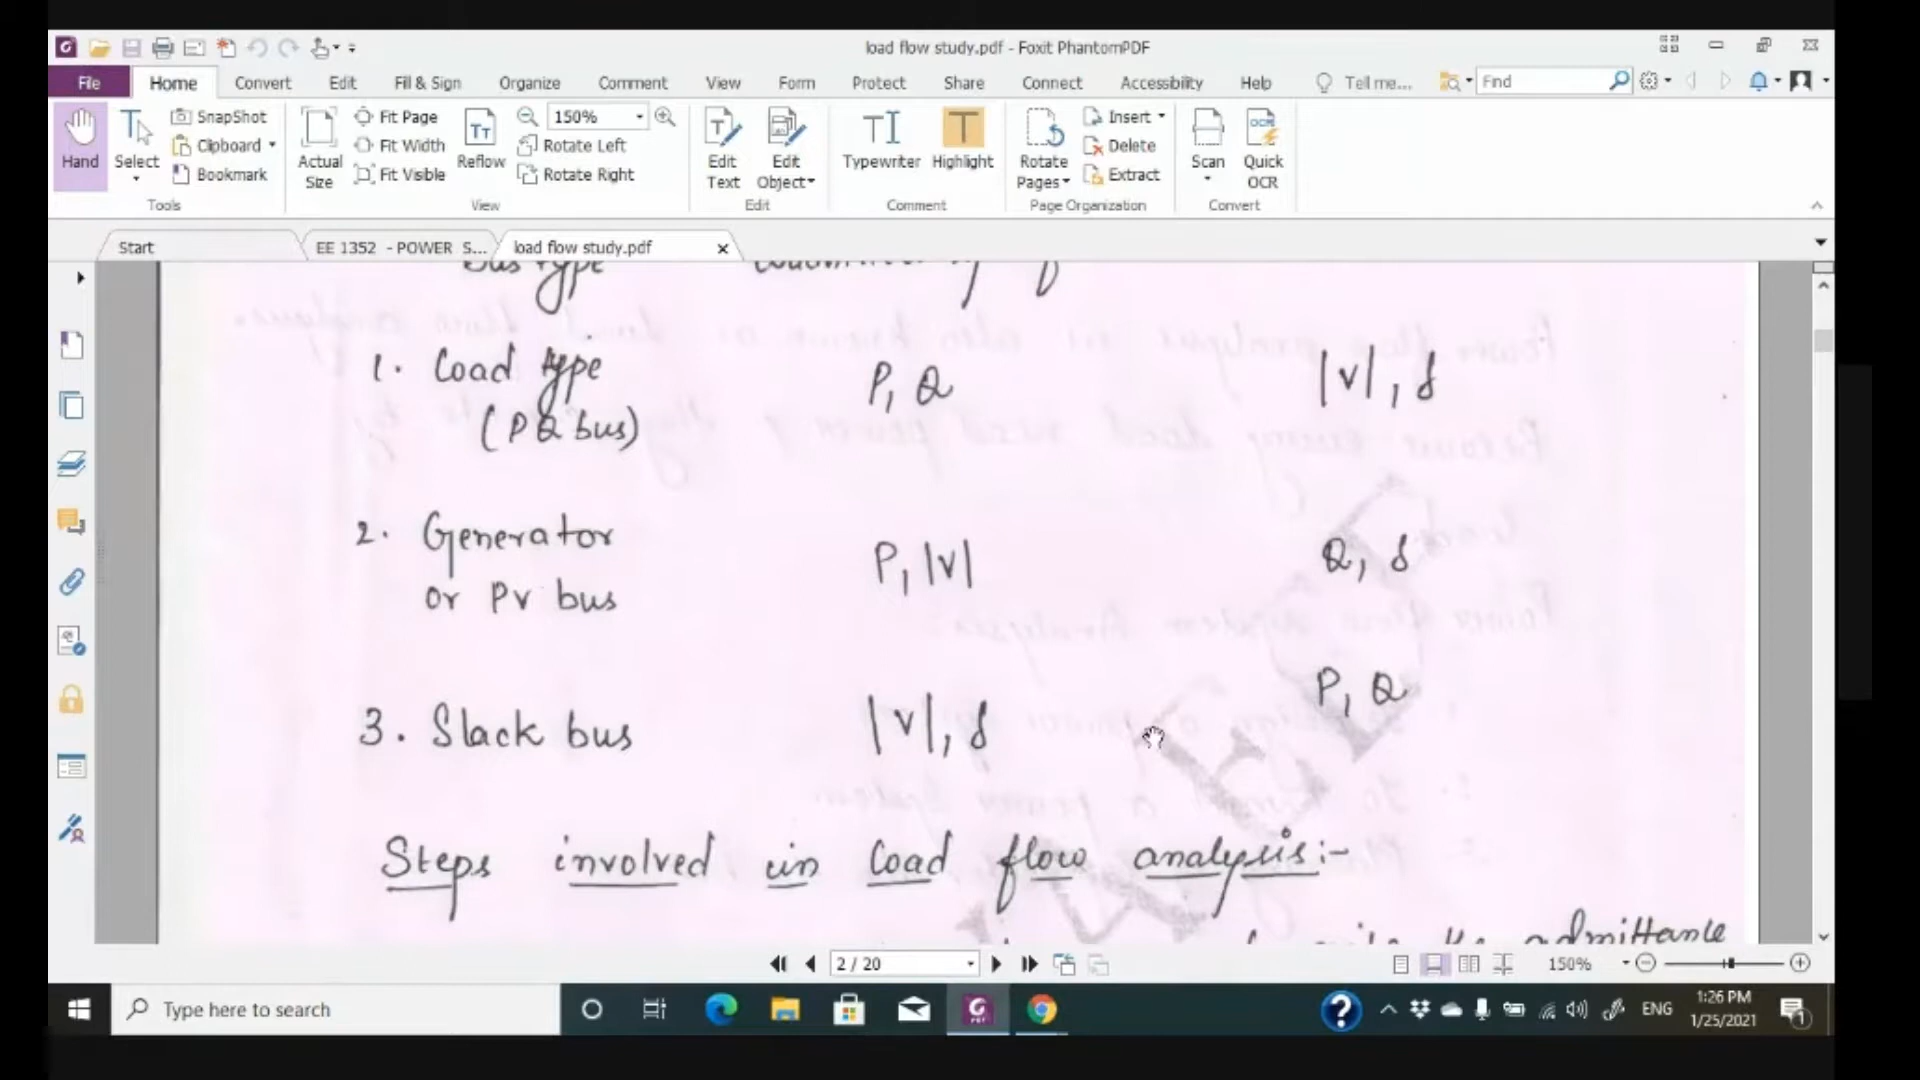 load flow study.pdf - Foxit PhantomPDF
File Home Convert Edit Fill & Sign Organize Comment View Form Protect Share Connect Accessibility Help Tell me... Find
Hand
Select
SnapShot
Clipboard
Bookmark
Tools
Actual Size
Fit Page
Fit Width
Fit Visible
Reflow
150%
Rotate Left
Rotate Right
View
Edit Text
Edit Object
Edit
Typewriter
Highlight
Comment
Rotate Pages
Insert
Delete
Extract
Page Organization
Scan
Quick OCR
Convert
Start EE 1352 - POWER S... load flow study.pdf
Bus type
1. Load type P, Q |V|, δ
(PQ bus)
2. Generator P, |V| Q, δ
or PV bus
3. Slack bus |V|, δ P, Q
Steps involved in load flow analysis:-
admittance
2 / 20 150%
Type here to search ENG 1:26 PM
1/25/2021